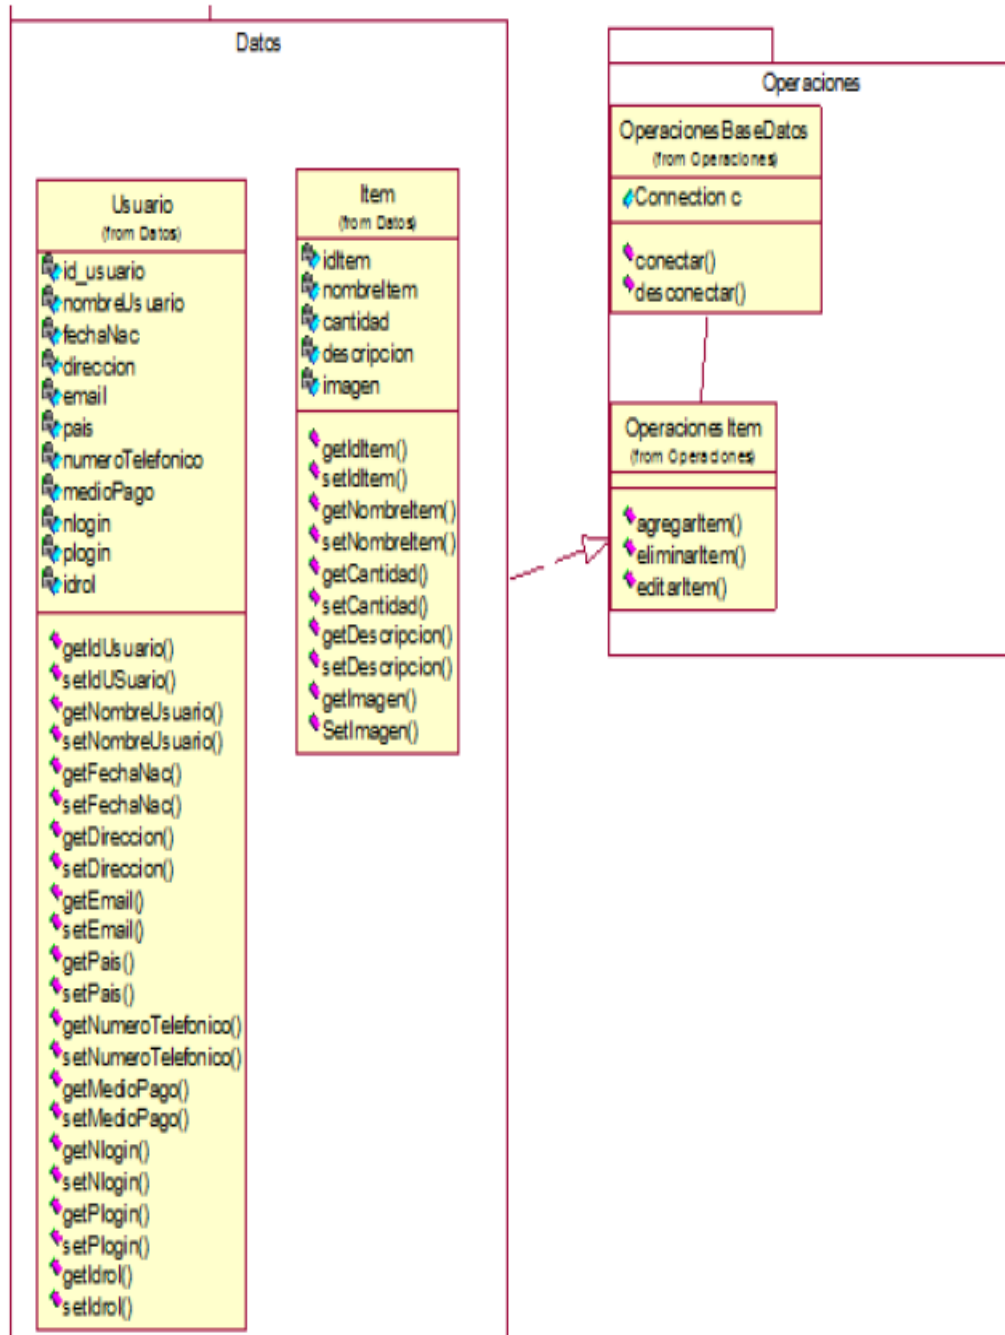 Datos
Usuario
(from Datos)
id_usuario
nombreUsuario
fechaNac
direccion
email
pais
numeroTelefonico
medioPago
nlogin
plogin
idrol
getIdUsuario()
setIdUSuario()
getNombreUsuario()
setNombreUsuario()
getFechaNac()
setFechaNac()
getDireccion()
setDireccion()
getEmail()
setEmail()
getPais()
setPais()
getNumeroTelefonico()
setNumeroTelefonico()
getMedioPago()
setMedioPago()
getNlogin()
setNlogin()
getPlogin()
setPlogin()
getIdrol()
setIdrol()
Item
(from Datos)
idItem
nombreItem
cantidad
descripcion
imagen
getIdItem()
setIdItem()
getNombreItem()
setNombreItem()
getCantidad()
setCantidad()
getDescripcion()
setDescripcion()
getImagen()
SetImagen()
Operaciones
OperacionesBaseDatos
(from Operaciones)
Connection c
conectar()
desconectar()
OperacionesItem
(from Operaciones)
agregarItem()
eliminarItem()
editarItem()